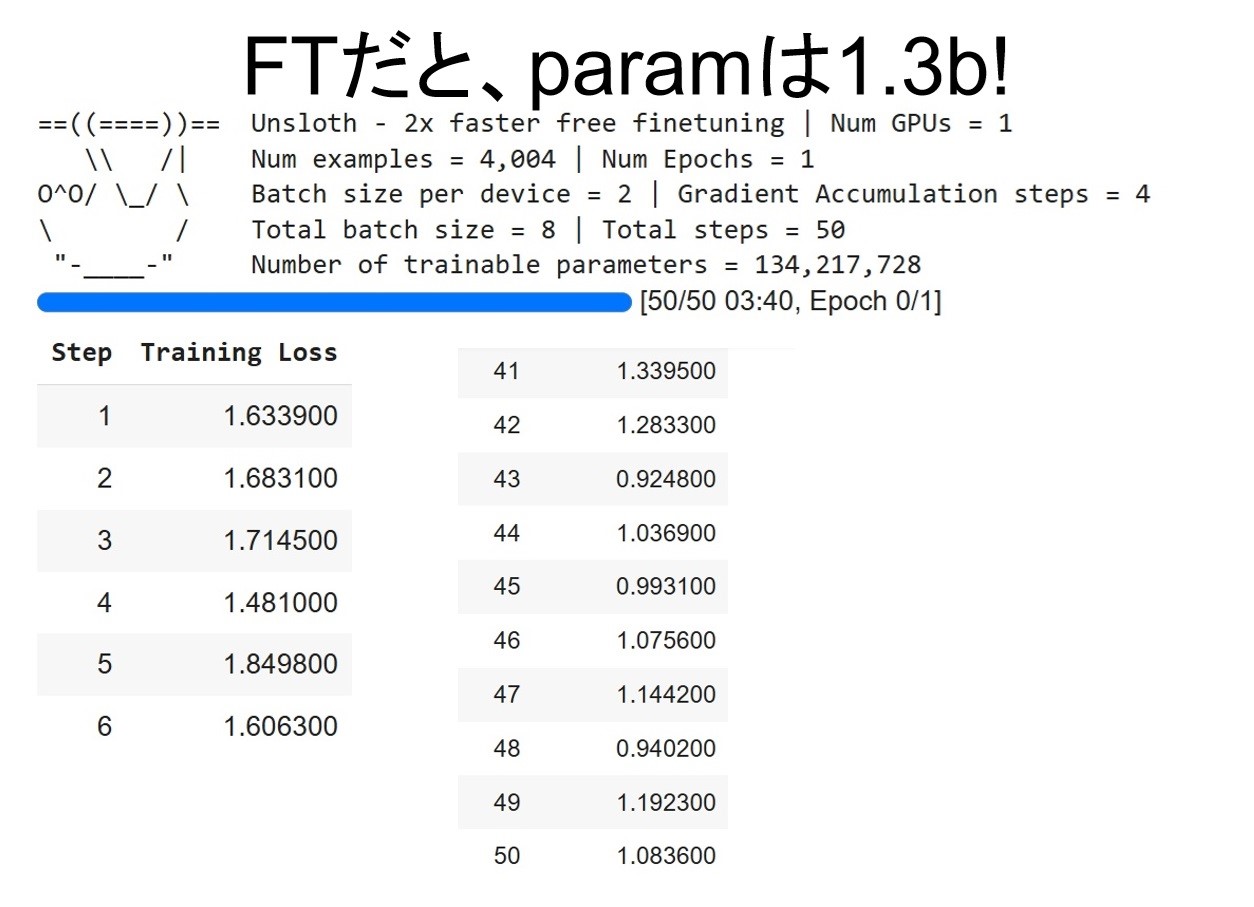 FTだと、paramは1.3b!
==((====))==  Unsloth - 2x faster free finetuning | Num GPUs = 1
   \\   /|    Num examples = 4,004 | Num Epochs = 1
O^O/ \_/ \    Batch size per device = 2 | Gradient Accumulation steps = 4
\        /    Total batch size = 8 | Total steps = 50
 "-____-"     Number of trainable parameters = 134,217,728
[50/50 03:40, Epoch 0/1]
Step Training Loss
1 1.633900
2 1.683100
3 1.714500
4 1.481000
5 1.849800
6 1.606300
41 1.339500
42 1.283300
43 0.924800
44 1.036900
45 0.993100
46 1.075600
47 1.144200
48 0.940200
49 1.192300
50 1.083600